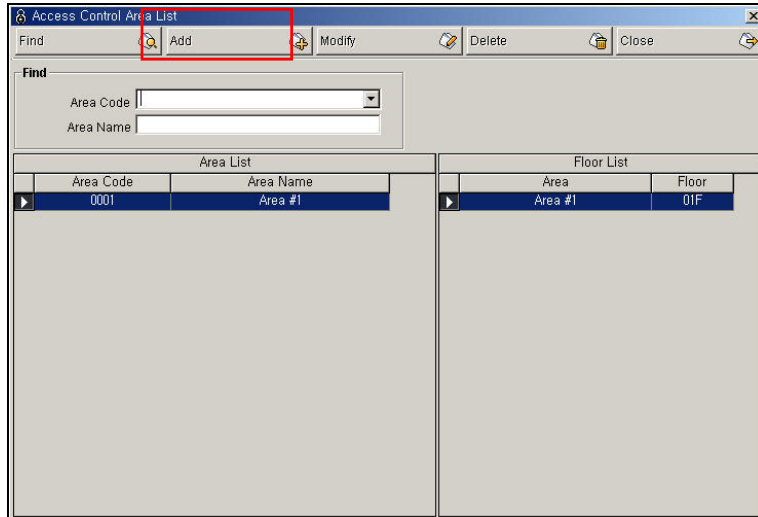 Access Control Area List
Find Add Modify Delete Close
Find
Area Code
Area Name
Area List Floor List
Area Code Area Name Area Floor
0001 Area #1 Area #1 01F